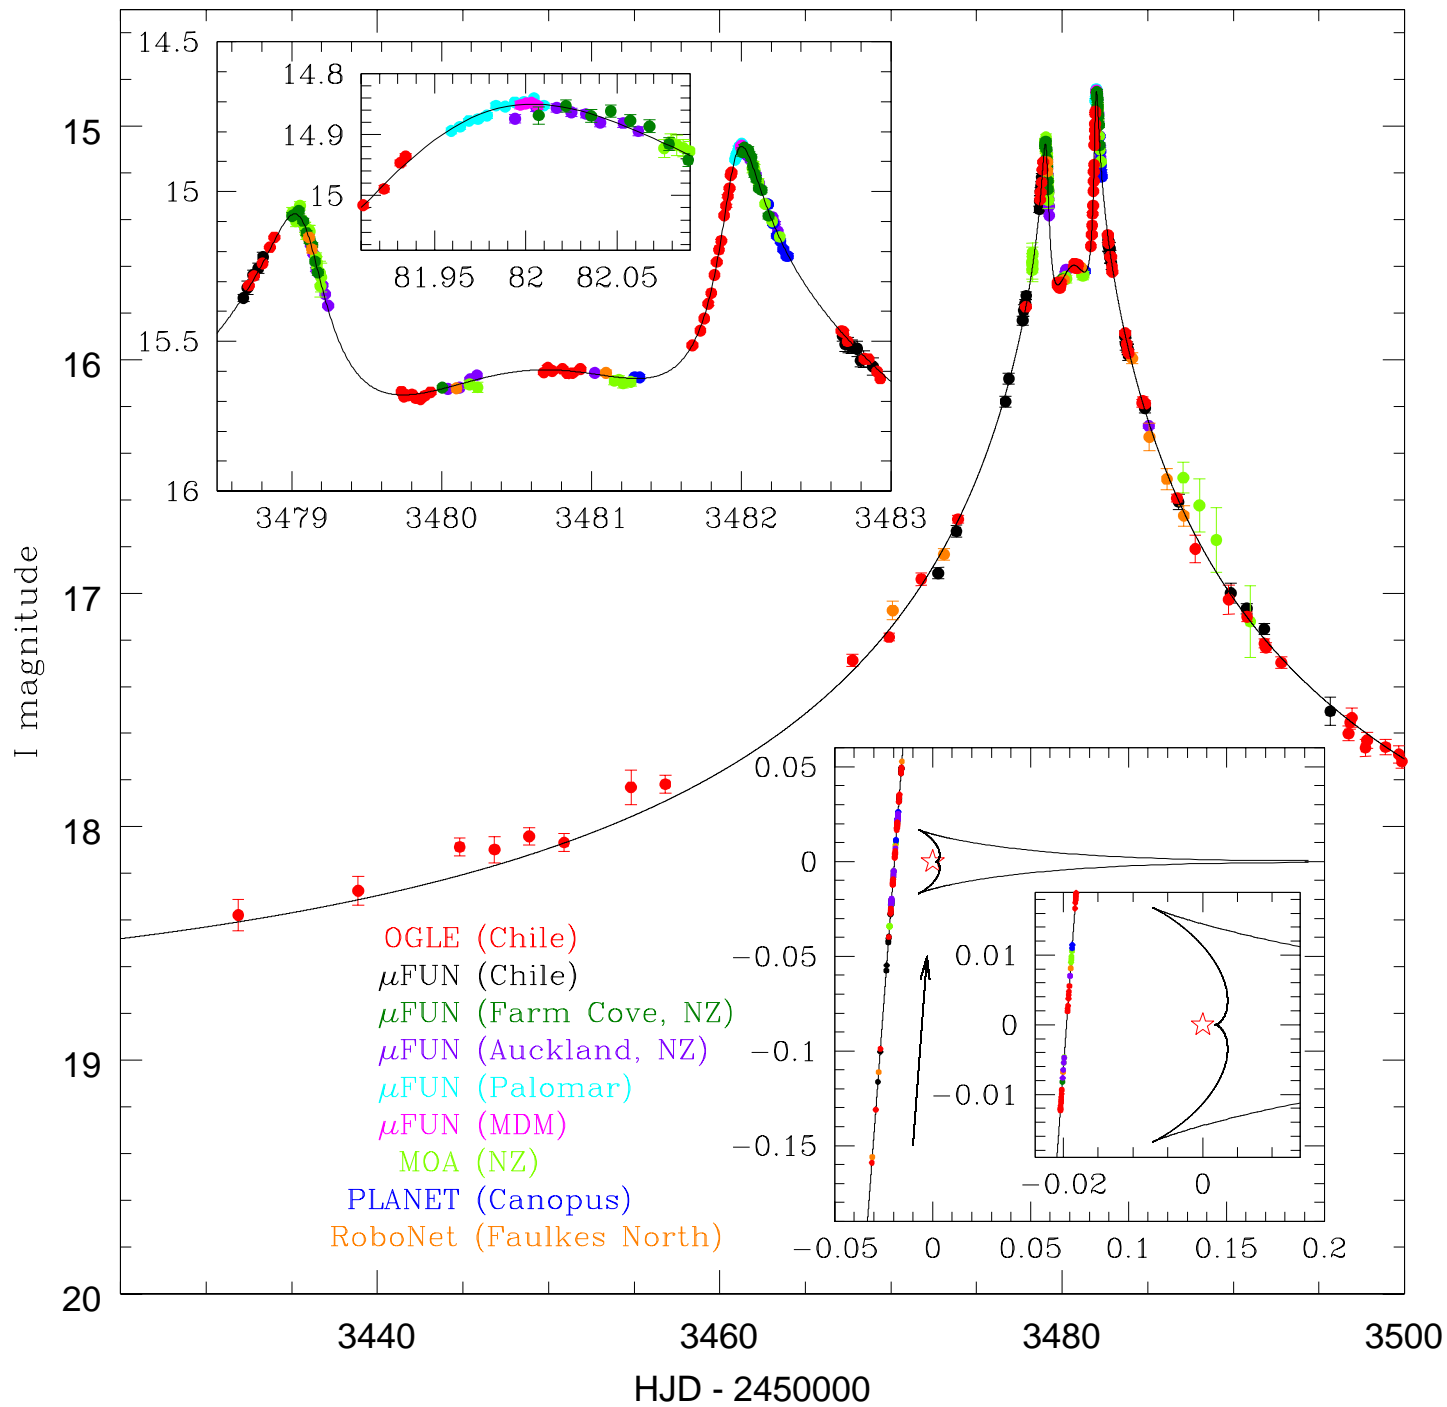 14.5
15
15.5
16
3479 3480 3481 3482 3483
14.8
14.9
15
81.95 82 82.05
15
16
17
18
19
20
I magnitude
OGLE (Chile)
μFUN (Chile)
μFUN (Farm Cove, NZ)
μFUN (Auckland, NZ)
μFUN (Palomar)
μFUN (MDM)
MOA (NZ)
PLANET (Canopus)
RoboNet (Faulkes North)
0.05
0
−0.05
−0.1
−0.15
−0.05 0 0.05 0.1 0.15 0.2
0.01
0
−0.01
−0.02 0
3440 3460 3480 3500
HJD - 2450000